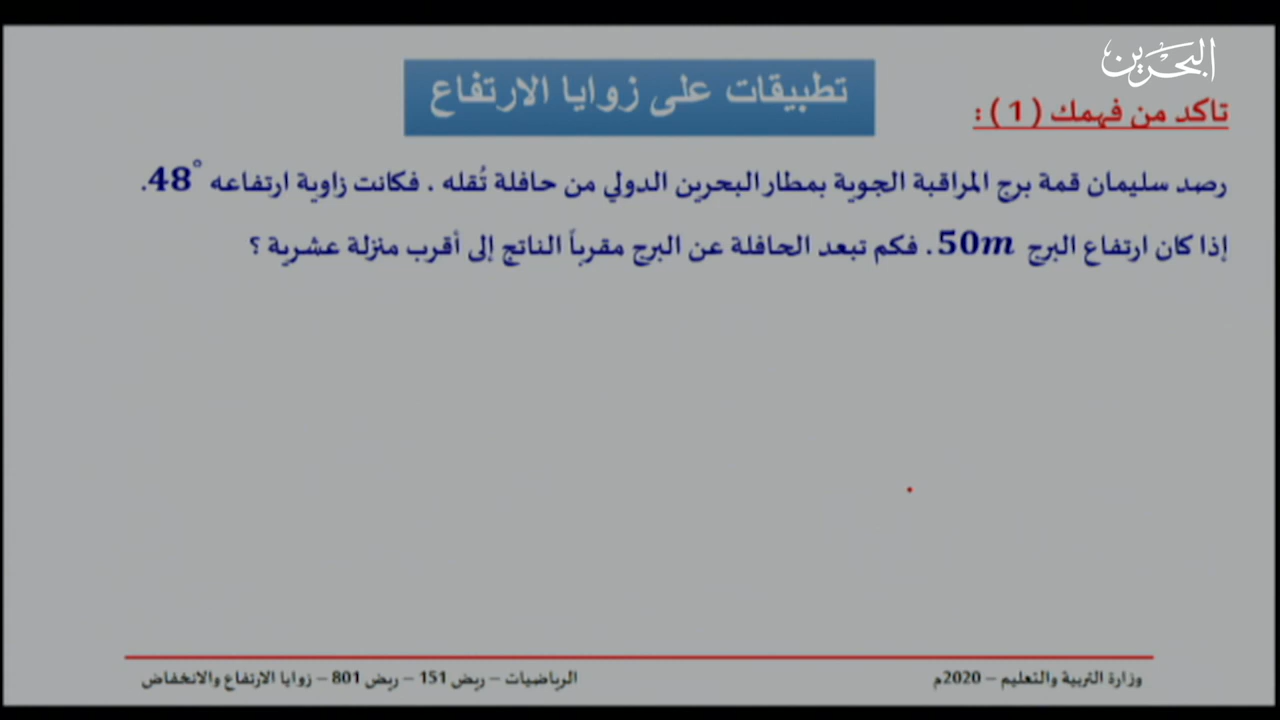 البحرين
تطبيقات على زوايا الارتفاع
تاكد من فهمك ( 1 ) :
رصد سليمان قمة برج المراقبة الجوية بمطار البحرين الدولي من حافلة تُقله . فكانت زاوية ارتفاعه 48°.
إذا كان ارتفاع البرج 50m . فكم تبعد الحافلة عن البرج مقرباً الناتج إلى أقرب منزلة عشرية ؟
وزارة التربية والتعليم – 2020م
الرياضيات – ريض 151 – ريض 801 – زوايا الارتفاع والانخفاض